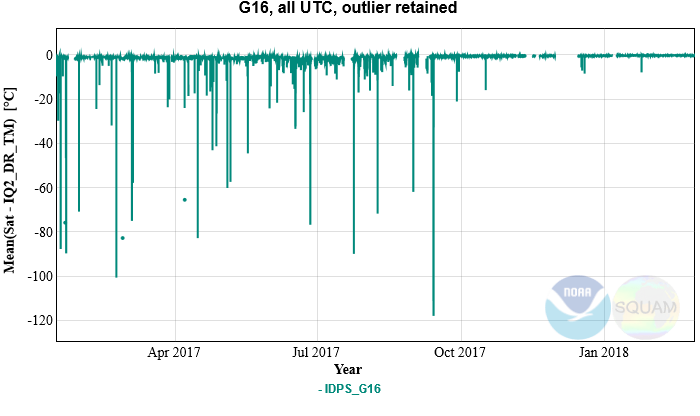 G16, all UTC, outlier retained
Mean(Sat - IQ2_DR_TM) [°C]
0
-20
-40
-60
-80
-100
-120
NOAA
SQUAM
Apr 2017
Jul 2017
Oct 2017
Jan 2018
Year
- IDPS_G16